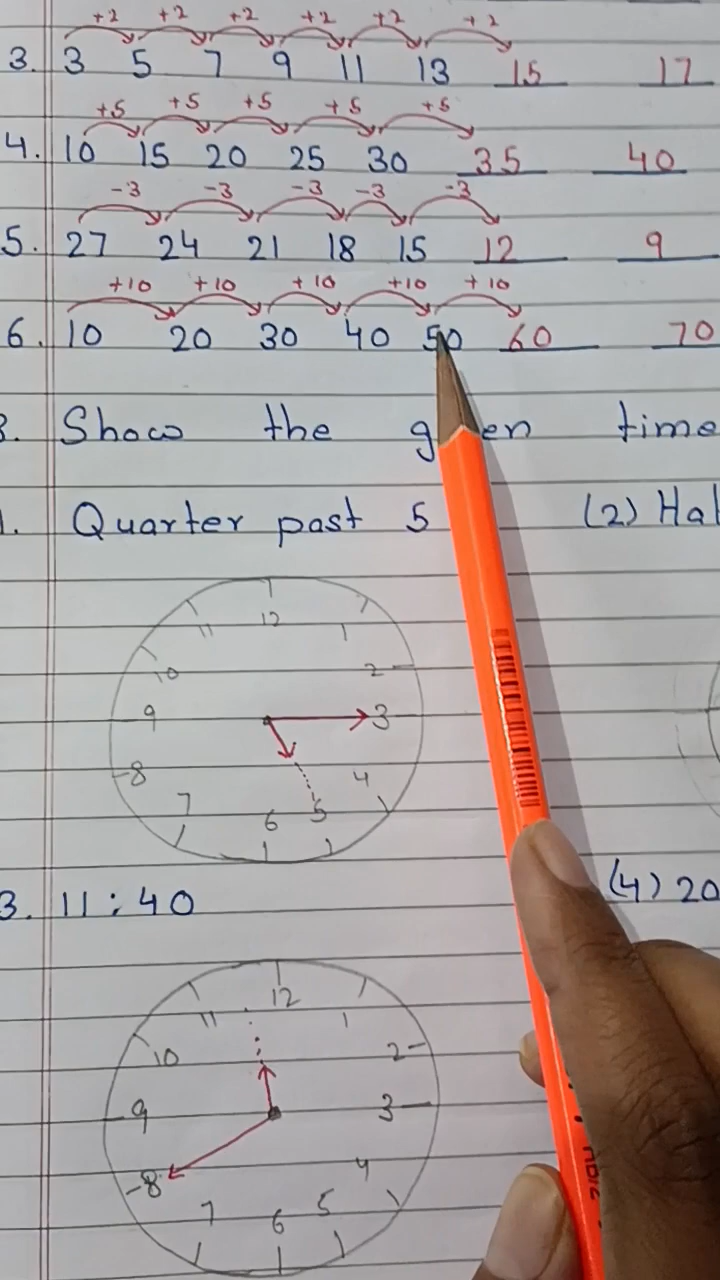 +2 +2 +2 +2 +2 +2
3. 3 5 7 9 11 13 15 17
+5 +5 +5 +5 +5
4. 10 15 20 25 30 35 40
-3 -3 -3 -3 -3
5. 27 24 21 18 15 12 9
+10 +10 +10 +10 +10
6. 10 20 30 40 50 60 70
Show the time
1. Quarter past 5 (2) Hal
12
11 1
10 2
9 3
8 4
7 5
6
3. 11:40 (4) 20
12
11 1
10 2
9 3
8 4
7 5
6